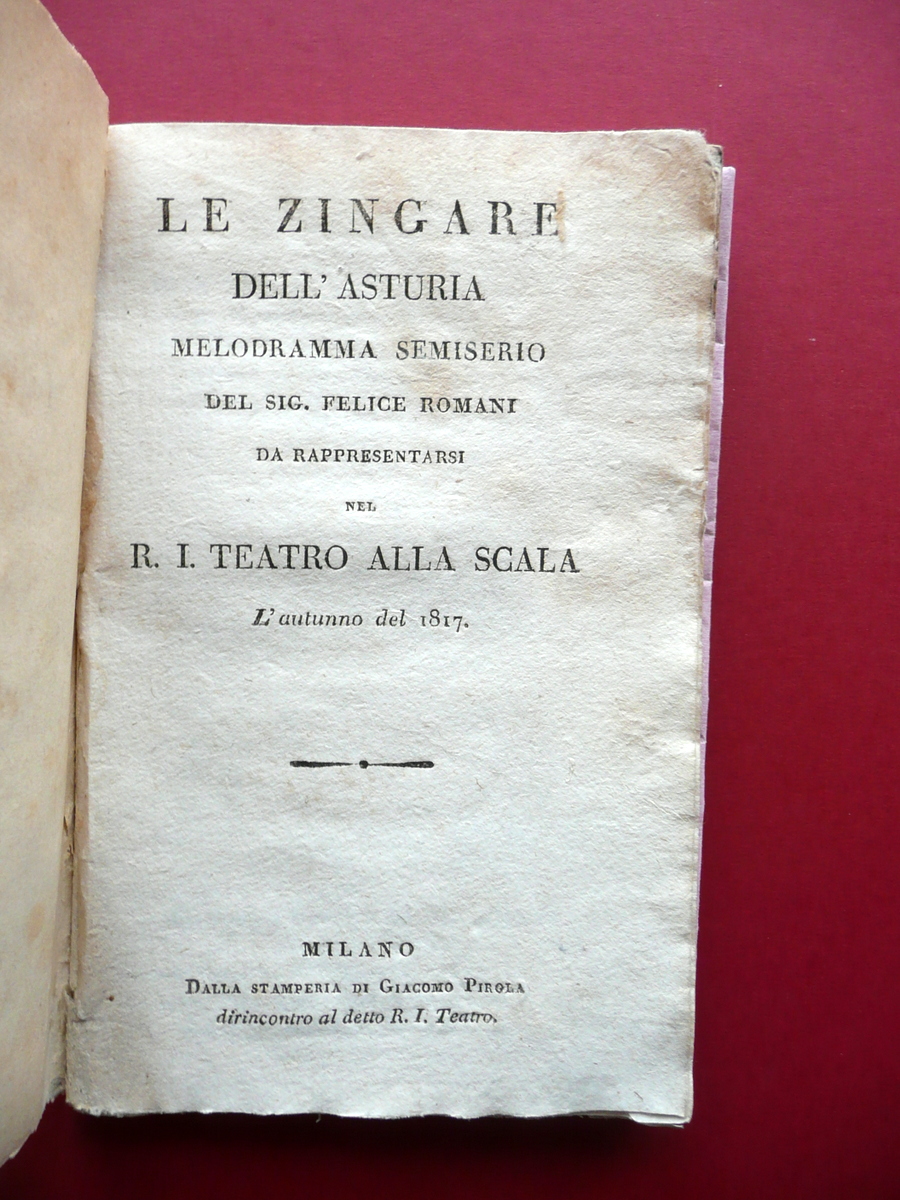 LE ZINGARE
DELL' ASTURIA
MELODRAMMA SEMISERIO
DEL SIG. FELICE ROMANI
DA RAPPRESENTARSI
NEL
R. I. TEATRO ALLA SCALA
L'autunno del 1817.
MILANO
DALLA STAMPERIA DI GIACOMO PIROLA
dirincontro al detto R. I. Teatro.